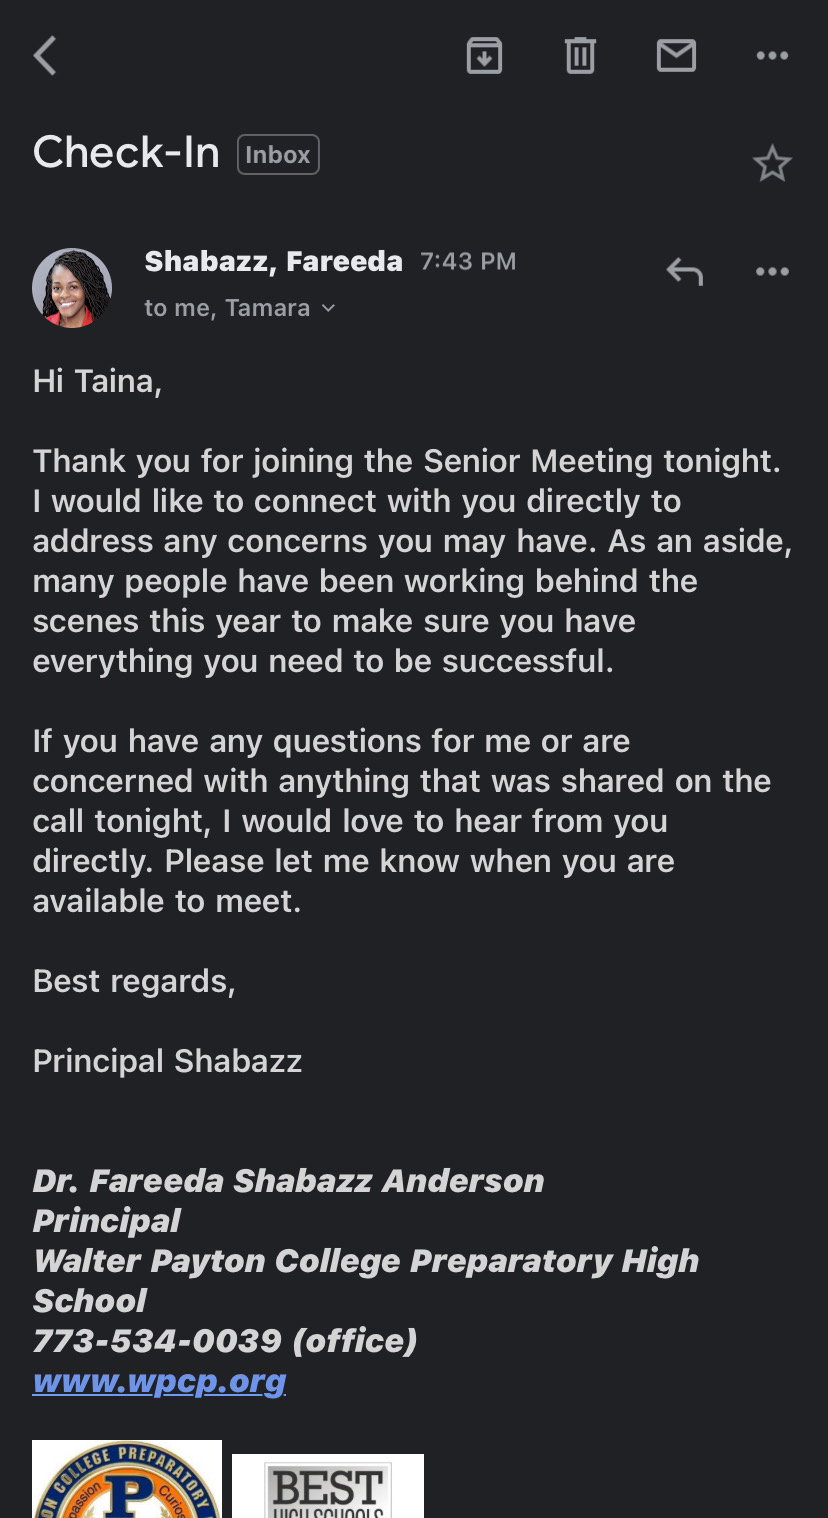 Check-In Inbox
Shabazz, Fareeda 7:43 PM
to me, Tamara
Hi Taina,
Thank you for joining the Senior Meeting tonight.
I would like to connect with you directly to
address any concerns you may have. As an aside,
many people have been working behind the
scenes this year to make sure you have
everything you need to be successful.
If you have any questions for me or are
concerned with anything that was shared on the
call tonight, I would love to hear from you
directly. Please let me know when you are
available to meet.
Best regards,
Principal Shabazz
Dr. Fareeda Shabazz Anderson
Principal
Walter Payton College Preparatory High
School
773-534-0039 (office)
www.wpcp.org
ON COLLEGE PREPARATORY
P
BEST
HIGH SCHOOLS